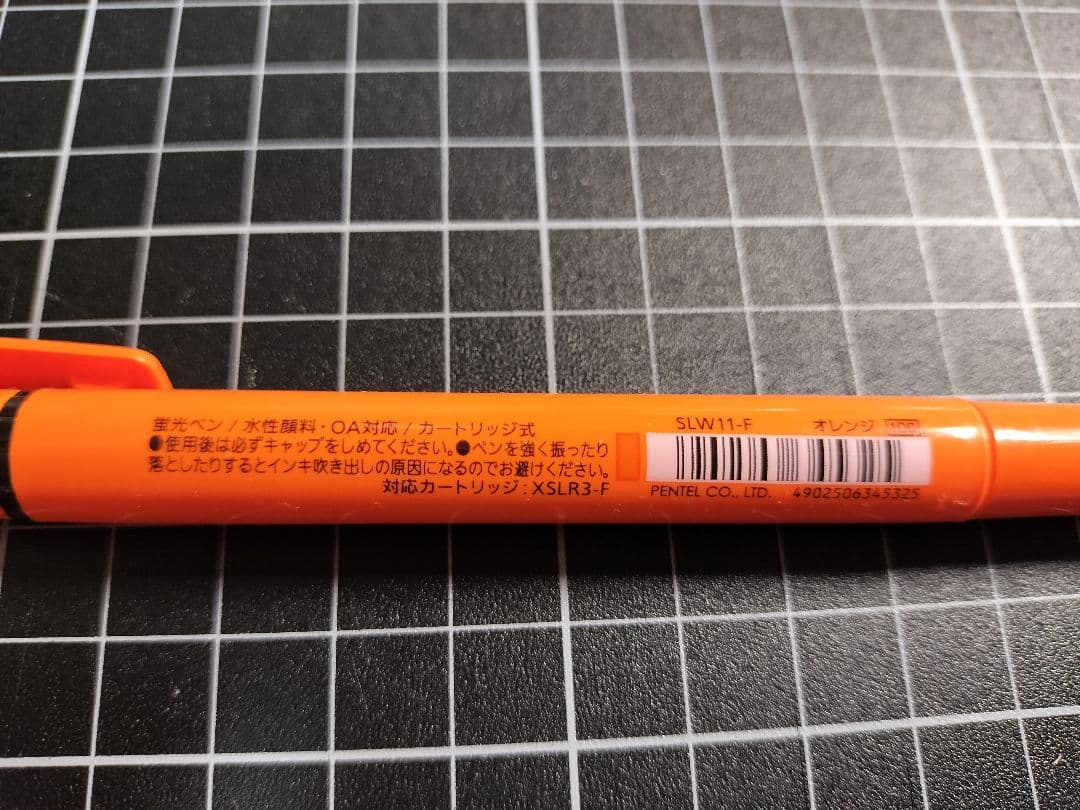 蛍光ペン / 水性顔料・OA対応 / カートリッジ式
●使用後は必ずキャップをしめてください。●ペンを強く振ったり
落としたりするとインキ吹き出しの原因になるのでお避けください。
対応カートリッジ : XSLR3-F
SLW11-F オレンジ 100
PENTEL CO., LTD. 4902506345325